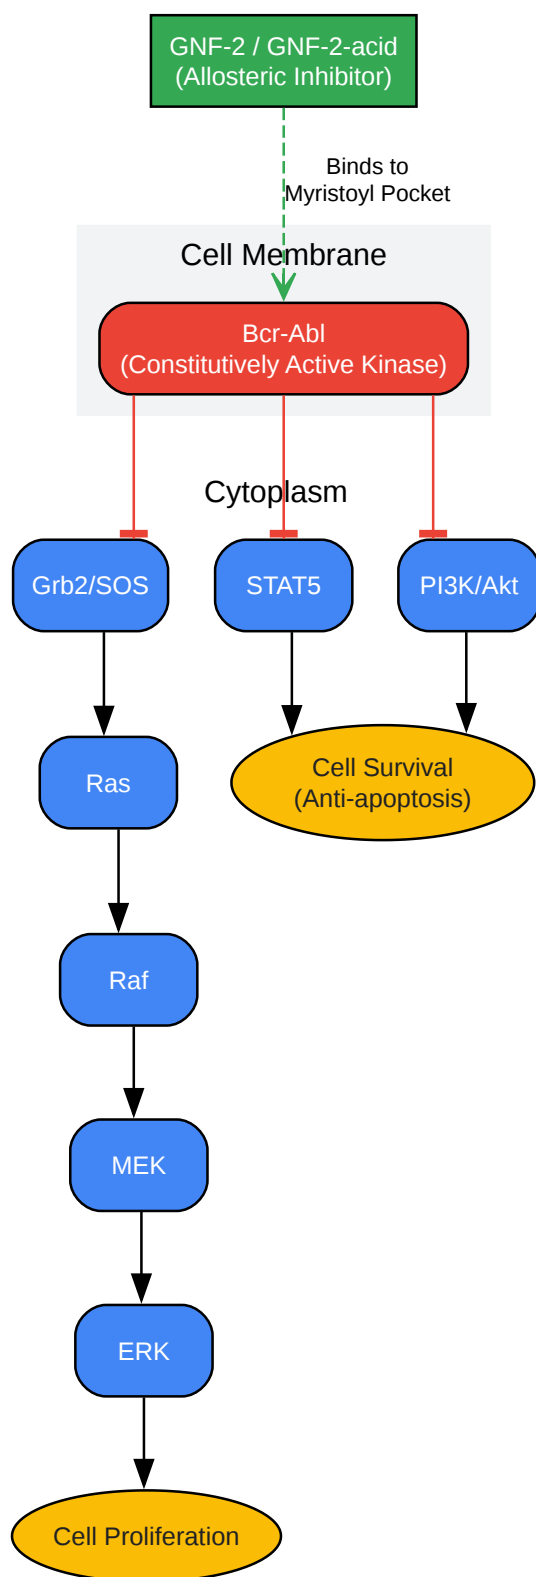 GNF-2 / GNF-2-acid
(Allosteric Inhibitor)
Binds to
Myristoyl Pocket
Cell Membrane
Bcr-Abl
(Constitutively Active Kinase)
Cytoplasm
Grb2/SOS
STAT5
PI3K/Akt
Ras
Cell Survival
(Anti-apoptosis)
Raf
MEK
ERK
Cell Proliferation